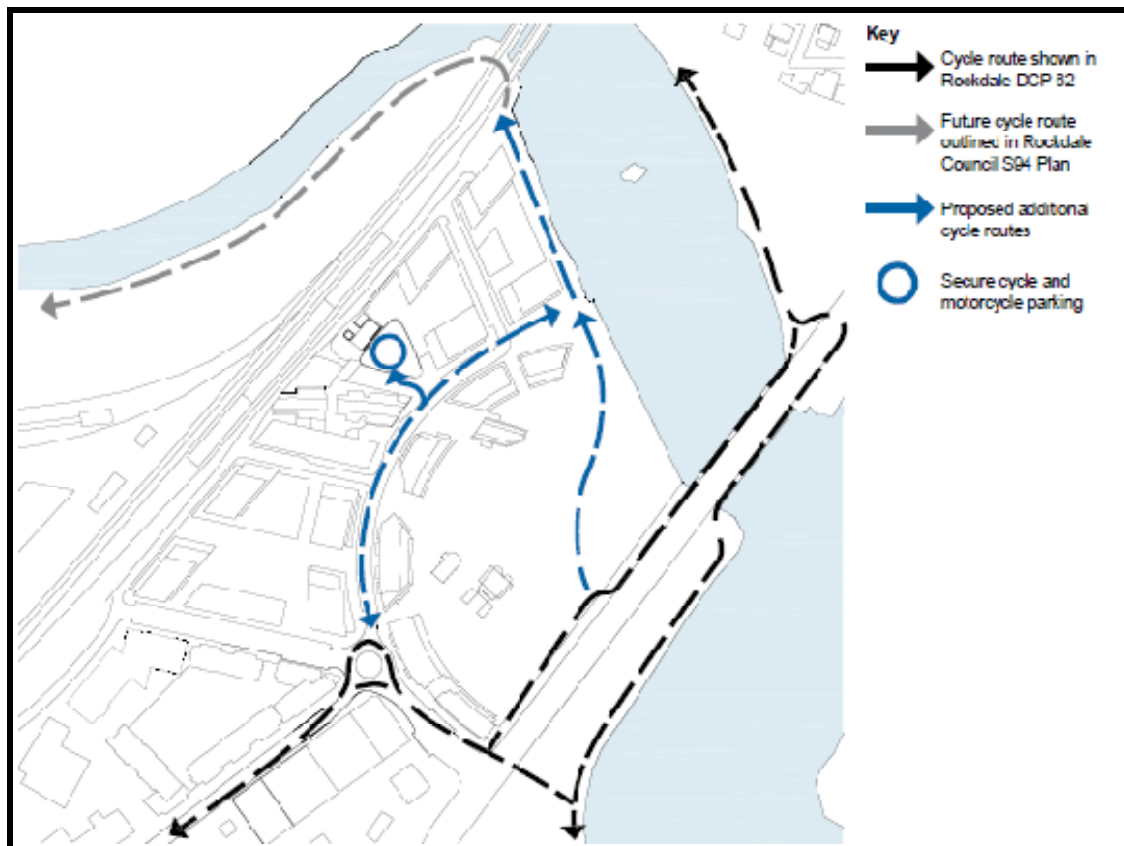 Key
Cycle route shown in
Rockdale DCP 82
Future cycle route
outlined in Rockdale
Council S94 Plan
Proposed additional
cycle routes
Secure cycle and
motorcycle parking